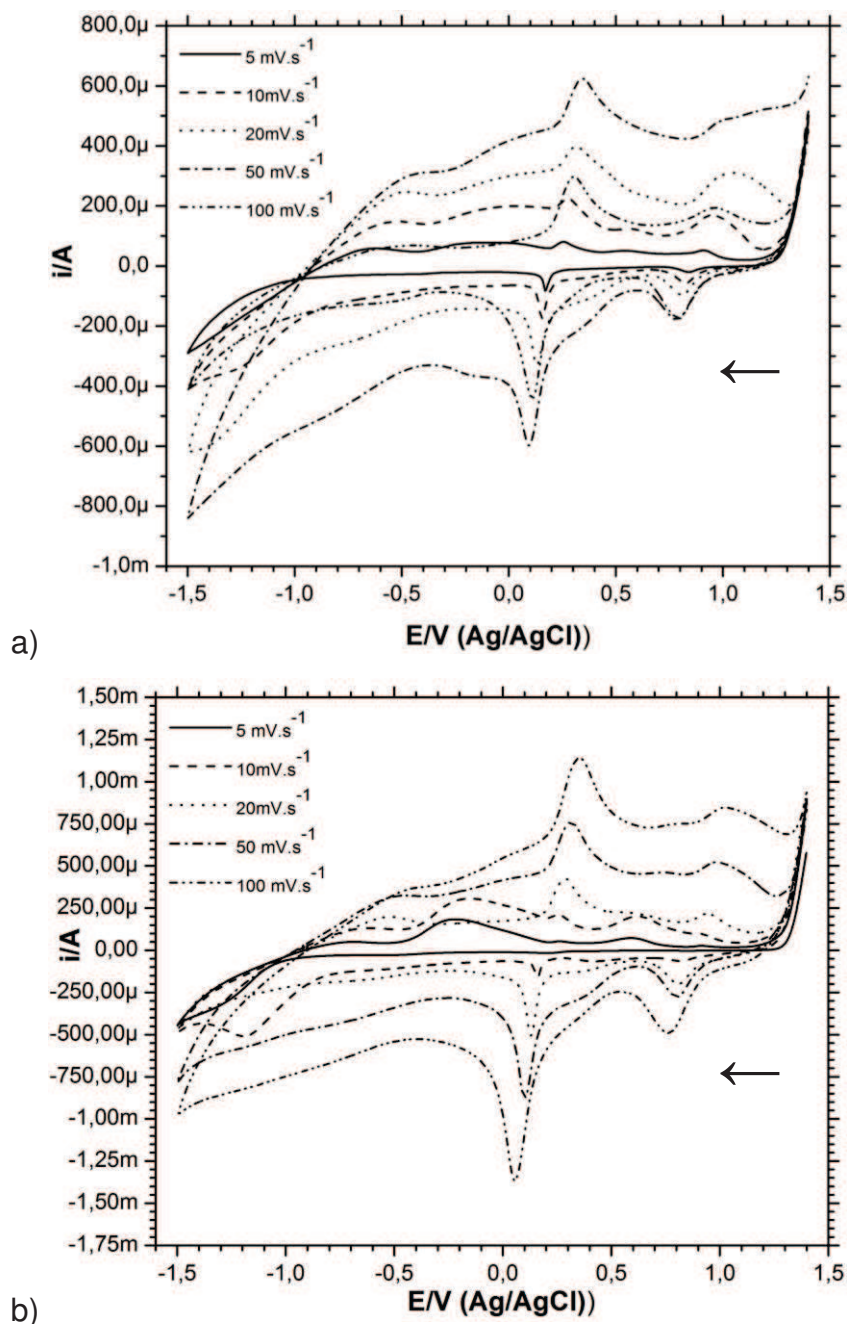 800,0µ
600,0µ
400,0µ
200,0µ
0,0
-200,0µ
-400,0µ
-600,0µ
-800,0µ
-1,0m
i/A
5 mV.s-1
10mV.s-1
20mV.s-1
50 mV.s-1
100 mV.s-1
←
-1,5 -1,0 -0,5 0,0 0,5 1,0 1,5
E/V (Ag/AgCl))
a)
1,50m
1,25m
1,00m
750,00µ
500,00µ
250,00µ
0,00
-250,00µ
-500,00µ
-750,00µ
-1,00m
-1,25m
-1,50m
-1,75m
i/A
5 mV.s-1
10mV.s-1
20mV.s-1
50 mV.s-1
100 mV.s-1
←
-1,5 -1,0 -0,5 0,0 0,5 1,0 1,5
E/V (Ag/AgCl))
b)